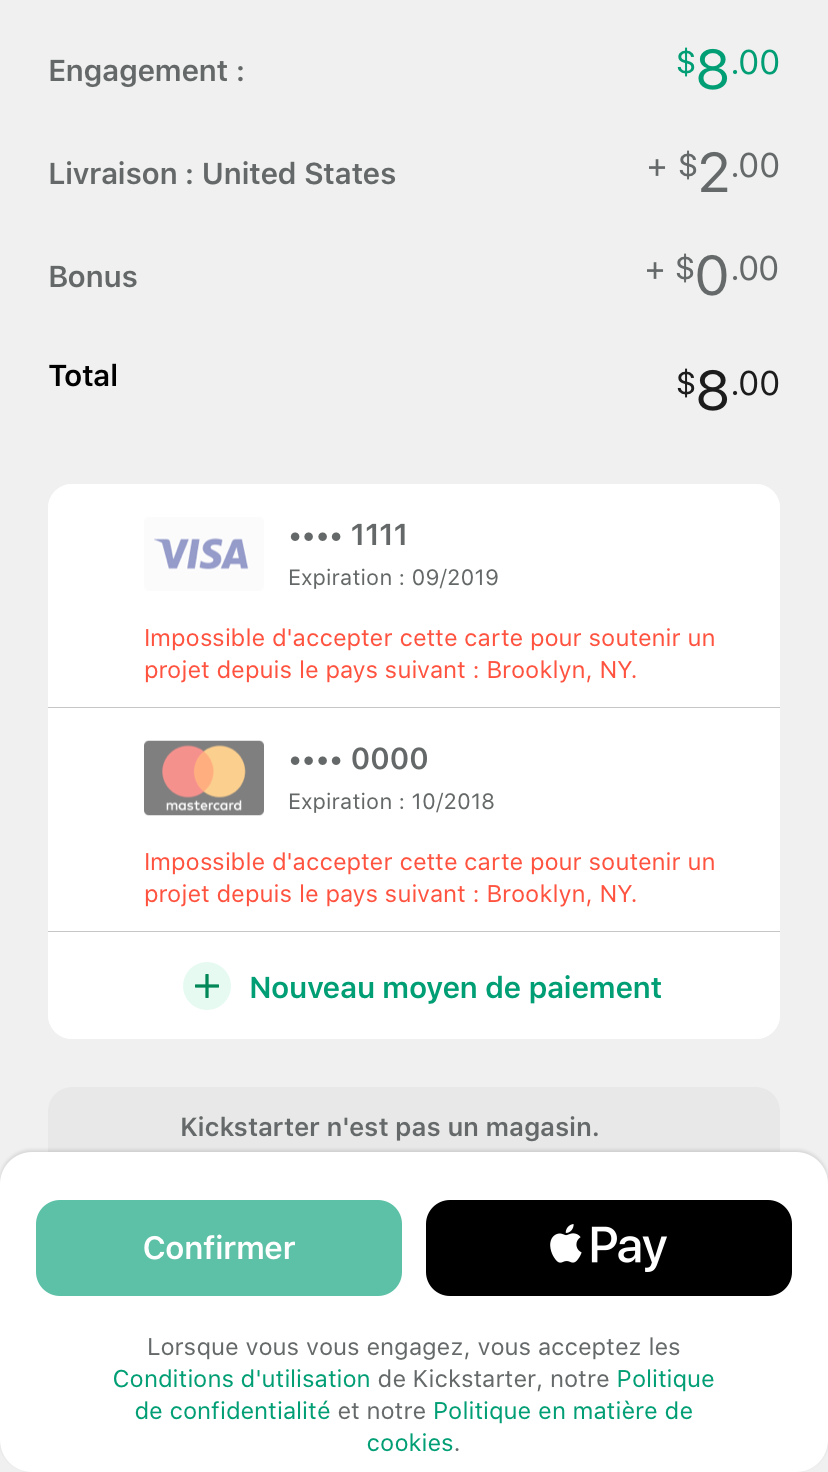 Engagement : $8.00
Livraison : United States + $2.00
Bonus + $0.00
Total $8.00
VISA •••• 1111
Expiration : 09/2019
Impossible d'accepter cette carte pour soutenir un
projet depuis le pays suivant : Brooklyn, NY.
•••• 0000
mastercard Expiration : 10/2018
Impossible d'accepter cette carte pour soutenir un
projet depuis le pays suivant : Brooklyn, NY.
+ Nouveau moyen de paiement
Kickstarter n'est pas un magasin.
Confirmer Pay
Lorsque vous vous engagez, vous acceptez les
Conditions d'utilisation de Kickstarter, notre Politique
de confidentialité et notre Politique en matière de
cookies.